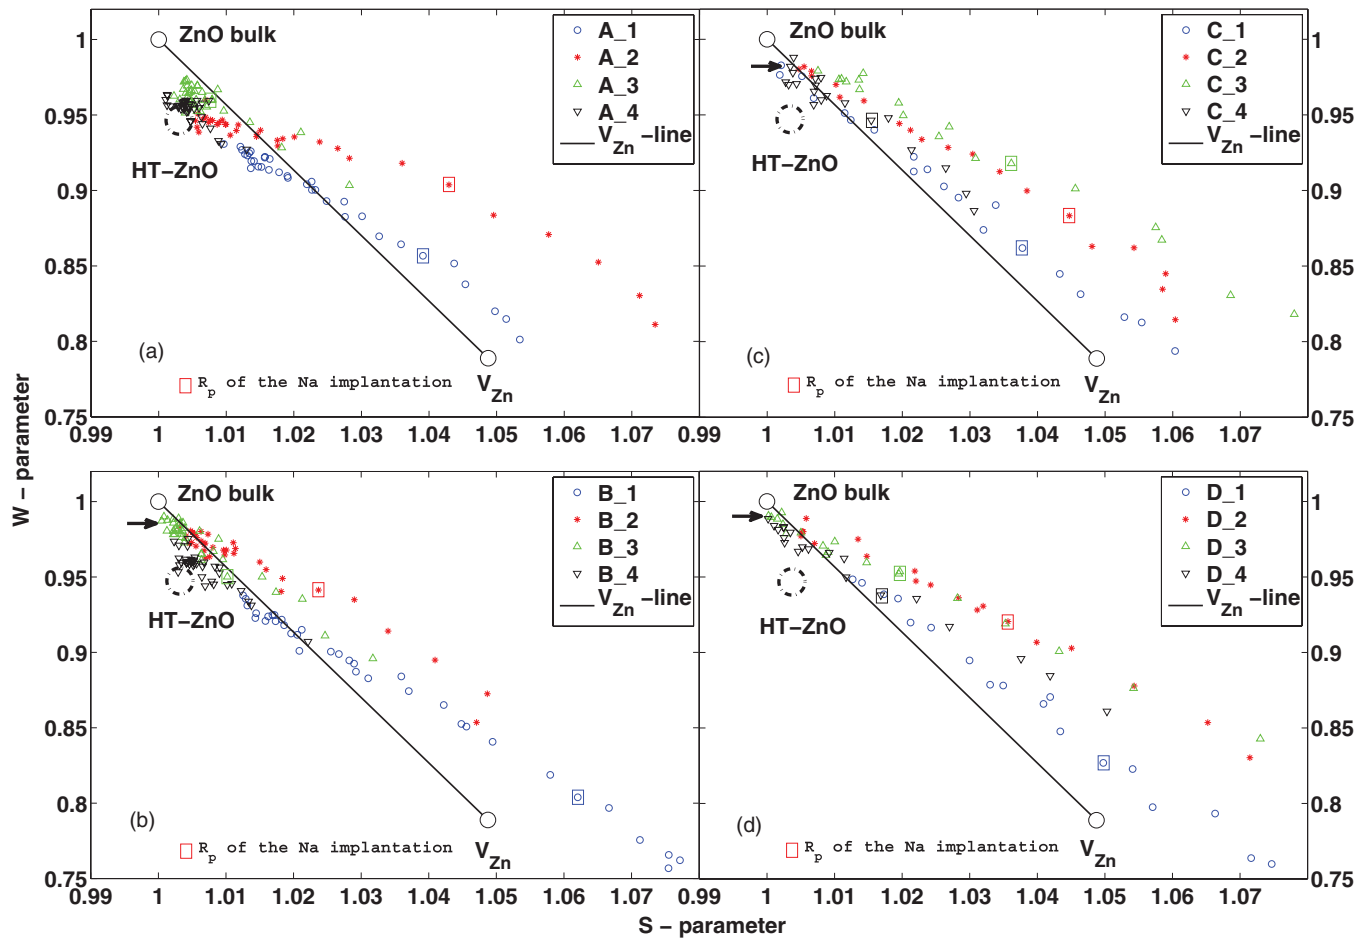 W − parameter
S − parameter
1
0.95
0.9
0.85
0.8
0.75
ZnO bulk
HT−ZnO
(a)
V_Zn
R_p of the Na implantation
A_1
A_2
A_3
A_4
V_Zn −line
0.99 1 1.01 1.02 1.03 1.04 1.05 1.06 1.07 0.99
ZnO bulk
HT−ZnO
(c)
V_Zn
R_p of the Na implantation
C_1
C_2
C_3
C_4
V_Zn −line
1
0.95
0.9
0.85
0.8
0.75
1 1.01 1.02 1.03 1.04 1.05 1.06 1.07
1
0.95
0.9
0.85
0.8
0.75
ZnO bulk
HT−ZnO
(b)
V_Zn
R_p of the Na implantation
B_1
B_2
B_3
B_4
V_Zn −line
0.99 1 1.01 1.02 1.03 1.04 1.05 1.06 1.07 0.99
ZnO bulk
HT−ZnO
(d)
V_Zn
R_p of the Na implantation
D_1
D_2
D_3
D_4
V_Zn −line
1
0.95
0.9
0.85
0.8
0.75
1 1.01 1.02 1.03 1.04 1.05 1.06 1.07